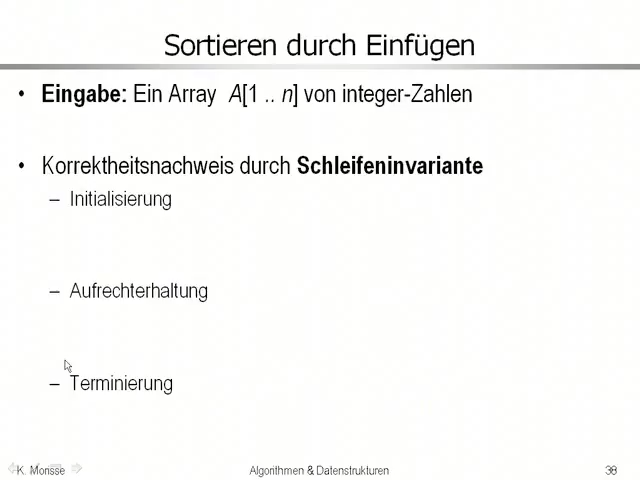 Sortieren durch Einfügen
• Eingabe: Ein Array A[1 .. n] von integer-Zahlen
• Korrektheitsnachweis durch Schleifeninvariante
– Initialisierung
– Aufrechterhaltung
– Terminierung
K. Morisse
Algorithmen & Datenstrukturen
38